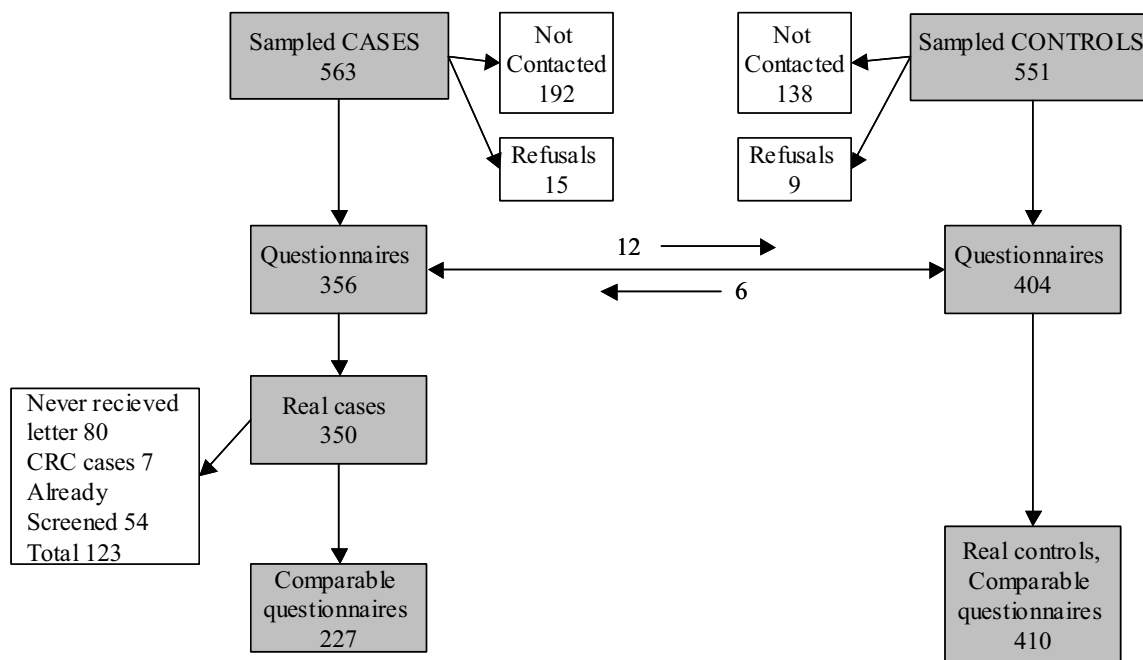 Sampled CASES
563
Not
Contacted
192
Not
Contacted
138
Sampled CONTROLS
551
Refusals
15
Refusals
9
Questionnaires
356
12
6
Questionnaires
404
Never recieved
letter 80
CRC cases 7
Already
Screened 54
Total 123
Real cases
350
Comparable
questionnaires
227
Real controls,
Comparable
questionnaires
410